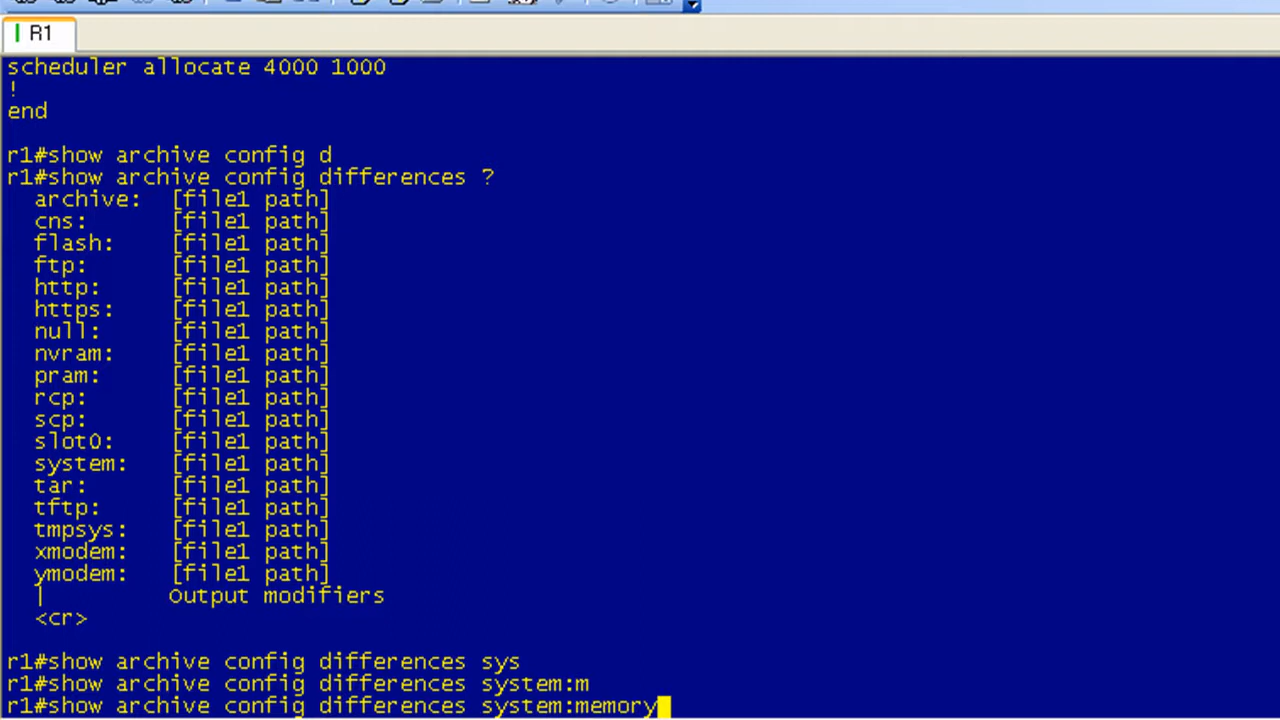 R1
scheduler allocate 4000 1000
!
end
r1#show archive config d
r1#show archive config differences ?
archive: [file1 path]
cns: [file1 path]
flash: [file1 path]
ftp: [file1 path]
http: [file1 path]
https: [file1 path]
null: [file1 path]
nvram: [file1 path]
pram: [file1 path]
rcp: [file1 path]
scp: [file1 path]
slot0: [file1 path]
system: [file1 path]
tar: [file1 path]
tftp: [file1 path]
tmpsys: [file1 path]
xmodem: [file1 path]
ymodem: [file1 path]
| Output modifiers
<cr>
r1#show archive config differences sys
r1#show archive config differences system:m
r1#show archive config differences system:memory